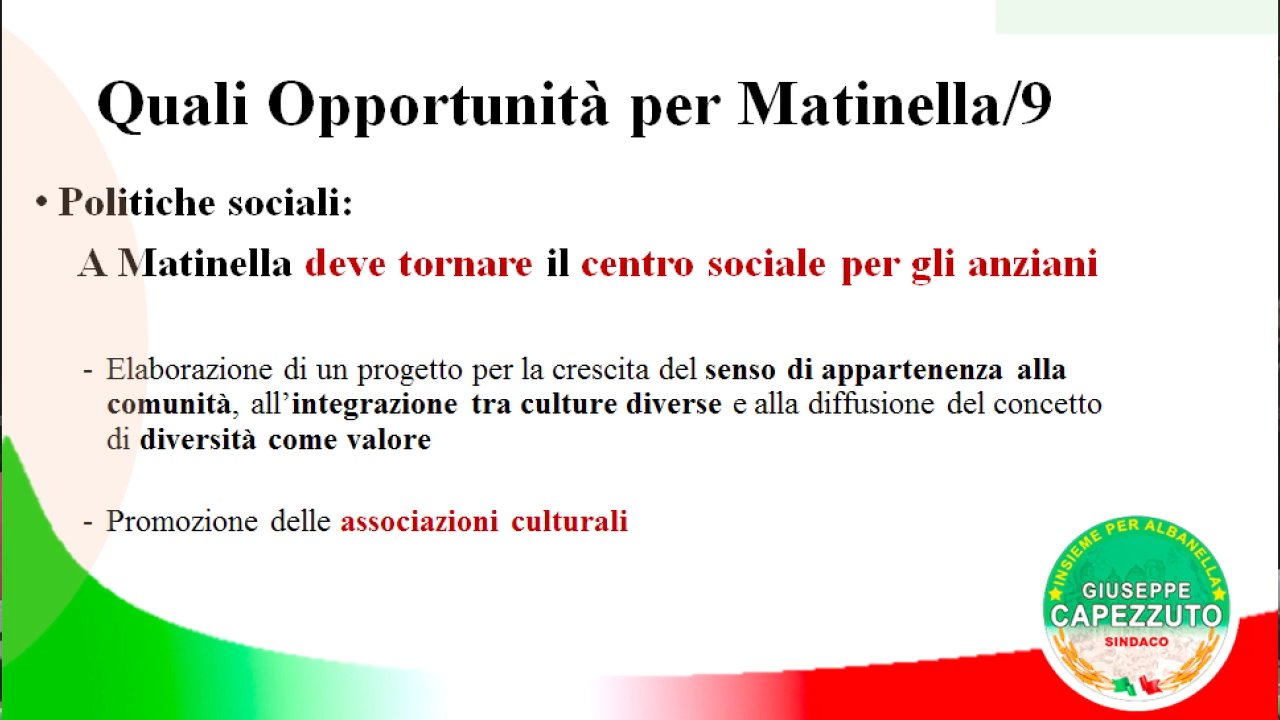 Quali Opportunità per Matinella/9
• Politiche sociali:
A Matinella deve tornare il centro sociale per gli anziani
- Elaborazione di un progetto per la crescita del senso di appartenenza alla
comunità, all’integrazione tra culture diverse e alla diffusione del concetto
di diversità come valore
- Promozione delle associazioni culturali
INSIEME PER ALBANELLA
GIUSEPPE
CAPEZZUTO
SINDACO